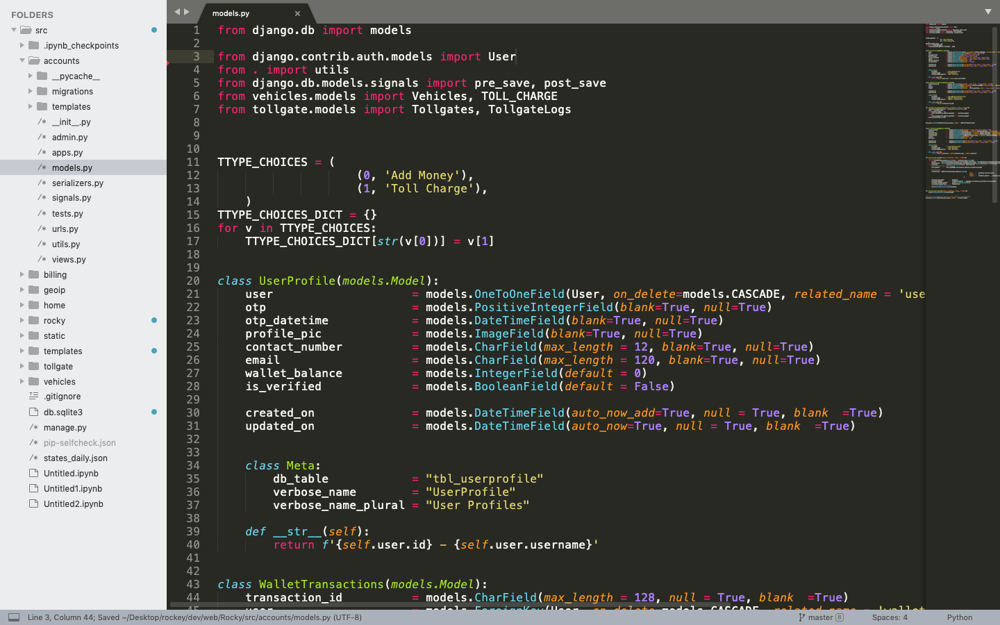 FOLDERS
src
.ipynb_checkpoints
accounts
__pycache__
migrations
templates
/* __init__.py
/* admin.py
/* apps.py
/* models.py
/* serializers.py
/* signals.py
/* tests.py
/* urls.py
/* utils.py
/* views.py
billing
geoip
home
rocky
static
templates
tollgate
vehicles
.gitignore
db.sqlite3
/* manage.py
/* pip-selfcheck.json
/* states_daily.json
Untitled.ipynb
Untitled1.ipynb
Untitled2.ipynb
models.py ×
1 from django.db import models
2
3 from django.contrib.auth.models import User
4 from . import utils
5 from django.db.models.signals import pre_save, post_save
6 from vehicles.models import Vehicles, TOLL_CHARGE
7 from tollgate.models import Tollgates, TollgateLogs
8
9
10
11 TTYPE_CHOICES = (
12 (0, 'Add Money'),
13 (1, 'Toll Charge'),
14 )
15 TTYPE_CHOICES_DICT = {}
16 for v in TTYPE_CHOICES:
17 TTYPE_CHOICES_DICT[str(v[0])] = v[1]
18
19
20 class UserProfile(models.Model):
21 user = models.OneToOneField(User, on_delete=models.CASCADE, related_name = 'use
22 otp = models.PositiveIntegerField(blank=True, null=True)
23 otp_datetime = models.DateTimeField(blank=True, null=True)
24 profile_pic = models.ImageField(blank=True, null=True)
25 contact_number = models.CharField(max_length = 12, blank=True, null=True)
26 email = models.CharField(max_length = 120, blank=True, null=True)
27 wallet_balance = models.IntegerField(default = 0)
28 is_verified = models.BooleanField(default = False)
29
30 created_on = models.DateTimeField(auto_now_add=True, null = True, blank =True)
31 updated_on = models.DateTimeField(auto_now=True, null = True, blank =True)
32
33
34 class Meta:
35 db_table = "tbl_userprofile"
36 verbose_name = "UserProfile"
37 verbose_name_plural = "User Profiles"
38
39 def __str__(self):
40 return f'{self.user.id} - {self.user.username}'
41
42
43 class WalletTransactions(models.Model):
44 transaction_id = models.CharField(max_length = 128, null = True, blank =True)
45 user = models.ForeignKey(User, on_delete=models.CASCADE, related_name = 'wallet
Line 3, Column 44; Saved ~/Desktop/rockey/dev/web/Rocky/src/accounts/models.py (UTF-8)
master 8
Spaces: 4
Python